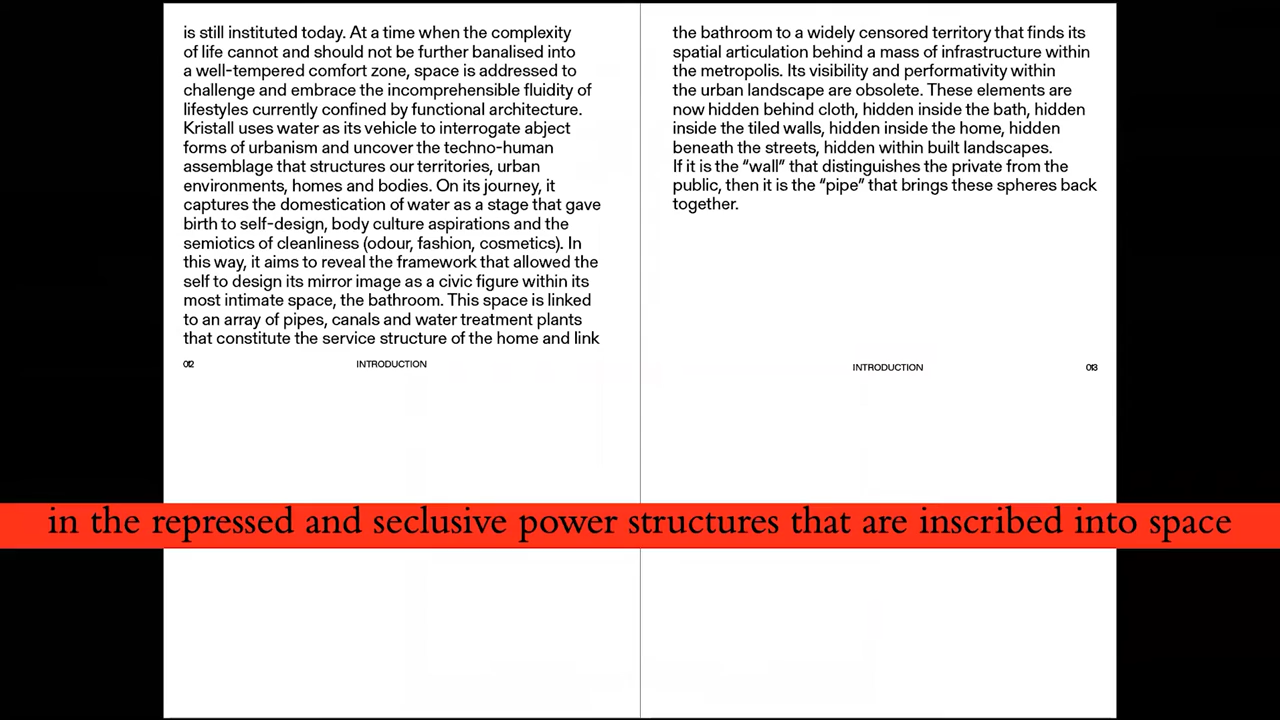 is still instituted today. At a time when the complexity
of life cannot and should not be further banalised into
a well-tempered comfort zone, space is addressed to
challenge and embrace the incomprehensible fluidity of
lifestyles currently confined by functional architecture.
Kristall uses water as its vehicle to interrogate abject
forms of urbanism and uncover the techno-human
assemblage that structures our territories, urban
environments, homes and bodies. On its journey, it
captures the domestication of water as a stage that gave
birth to self-design, body culture aspirations and the
semiotics of cleanliness (odour, fashion, cosmetics). In
this way, it aims to reveal the framework that allowed the
self to design its mirror image as a civic figure within its
most intimate space, the bathroom. This space is linked
to an array of pipes, canals and water treatment plants
that constitute the service structure of the home and link
012 INTRODUCTION
the bathroom to a widely censored territory that finds its
spatial articulation behind a mass of infrastructure within
the metropolis. Its visibility and performativity within
the urban landscape are obsolete. These elements are
now hidden behind cloth, hidden inside the bath, hidden
inside the tiled walls, hidden inside the home, hidden
beneath the streets, hidden within built landscapes.
If it is the “wall” that distinguishes the private from the
public, then it is the “pipe” that brings these spheres back
together.
INTRODUCTION 013
in the repressed and seclusive power structures that are inscribed into space